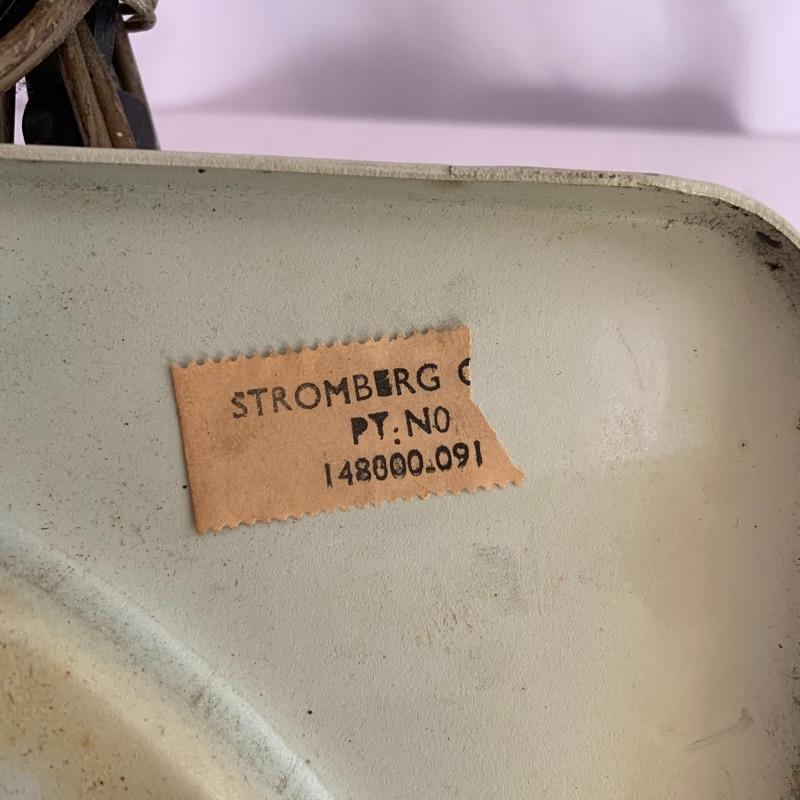 STROMBERG C
PT. NO
148000-091